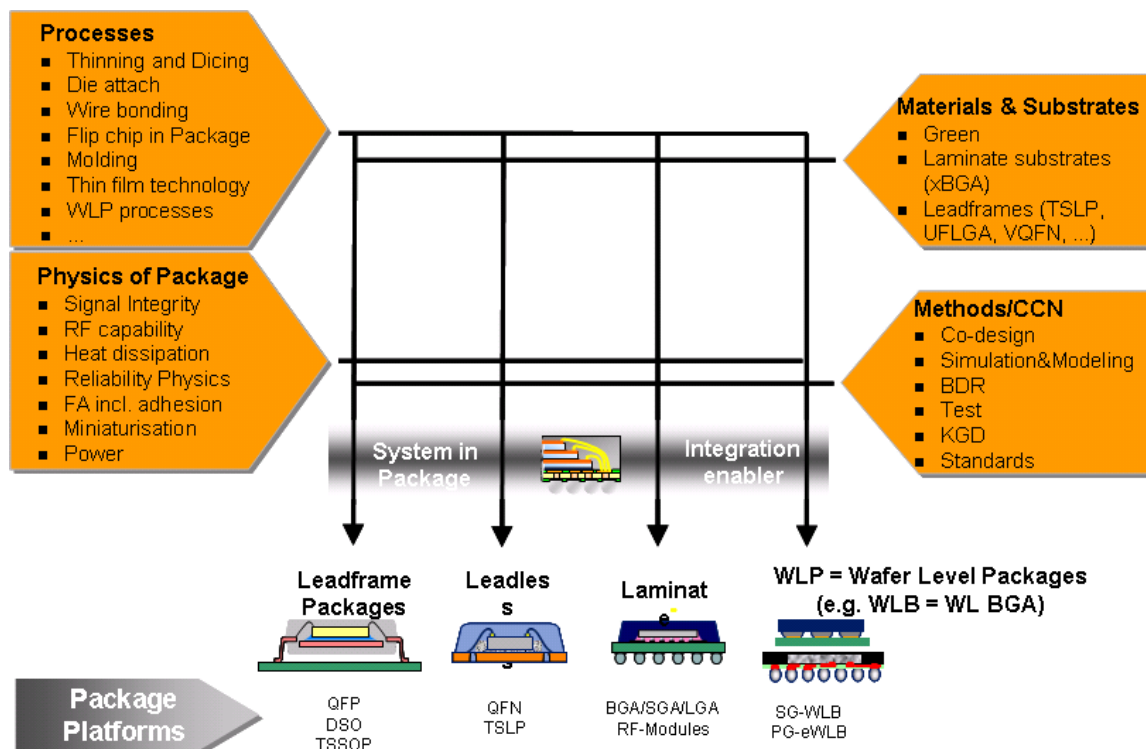 Processes
Thinning and Dicing
Die attach
Wire bonding
Flip chip in Package
Molding
Thin film technology
WLP processes
...
Physics of Package
Signal Integrity
RF capability
Heat dissipation
Reliability Physics
FA incl. adhesion
Miniaturisation
Power
Materials & Substrates
Green
Laminate substrates
(xBGA)
Leadframes (TSLP,
UFLGA, VQFN, ...)
Methods/CCN
Co-design
Simulation&Modeling
BDR
Test
KGD
Standards
System in
Package
Integration
enabler
Leadframe
Packages
Leadles
s
Laminat
e
WLP = Wafer Level Packages
(e.g. WLB = WL BGA)
Package
Platforms
QFP
DSO
TSSOP
QFN
TSLP
BGA/SGA/LGA
RF-Modules
SG-WLB
PG-eWLB